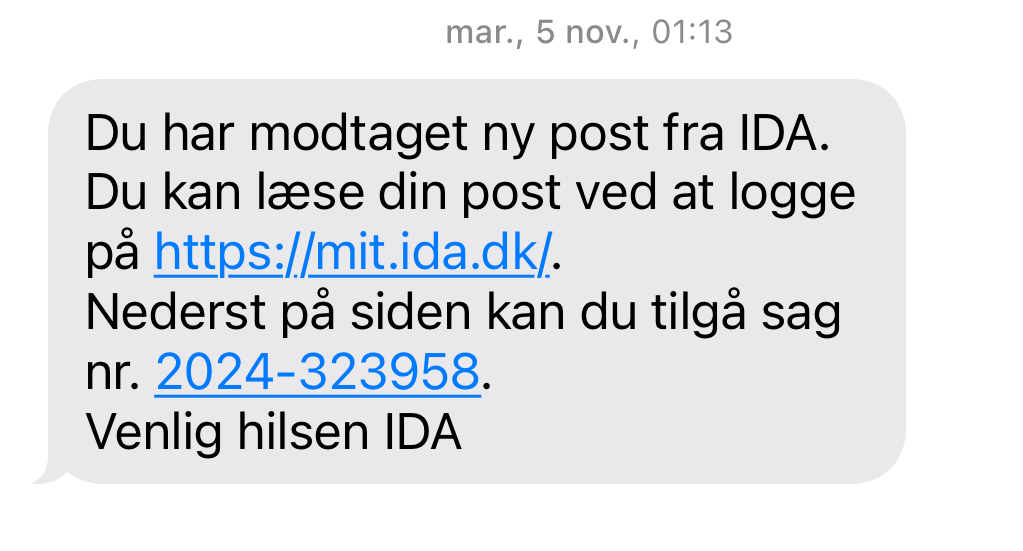 mar., 5 nov., 01:13
Du har modtaget ny post fra IDA.
Du kan læse din post ved at logge
på https://mit.ida.dk/.
Nederst på siden kan du tilgå sag
nr. 2024-323958.
Venlig hilsen IDA